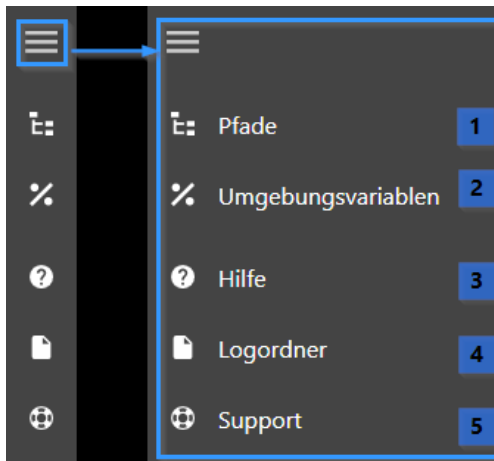 Pfade 1
Umgebungsvariablen 2
Hilfe 3
Logordner 4
Support 5